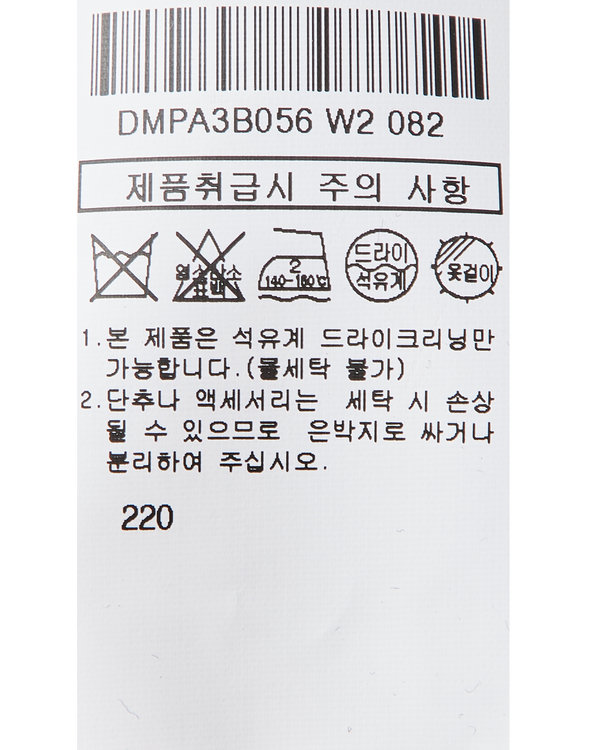 DMPA3B056 W2 082
제품취급시 주의 사항
염소산소
표백
2
140~160℃
드라이
석유계
옷걸이
1.본 제품은 석유계 드라이크리닝만
가능합니다.(물세탁 불가)
2.단추나 액세서리는 세탁 시 손상
될 수 있으므로 은박지로 싸거나
분리하여 주십시오.
220